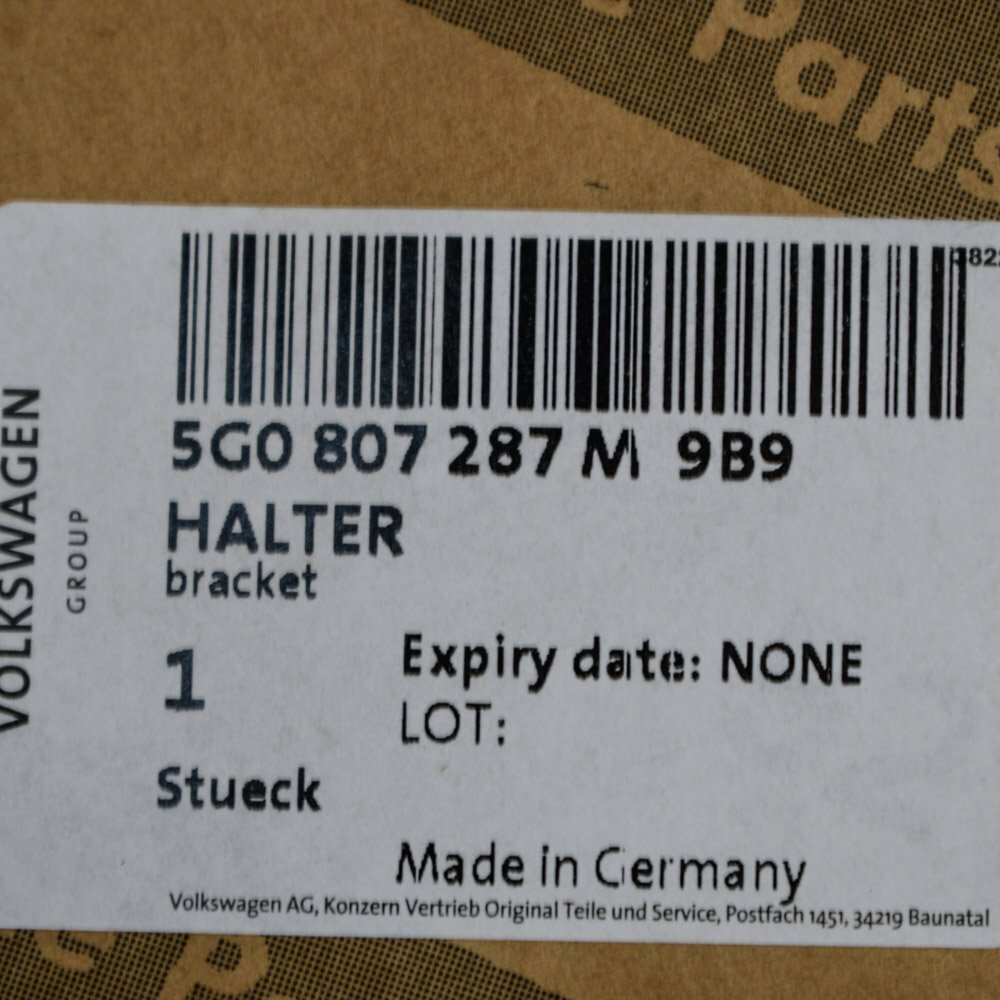 Parts
5G0 807 287 M 9B9
HALTER
bracket
1
Expiry date: NONE
LOT:
Stueck
Made in Germany
Volkswagen AG, Konzern Vertrieb Original Teile und Service, Postfach 1451, 34219 Baunatal
VOLKSWAGEN
GROUP